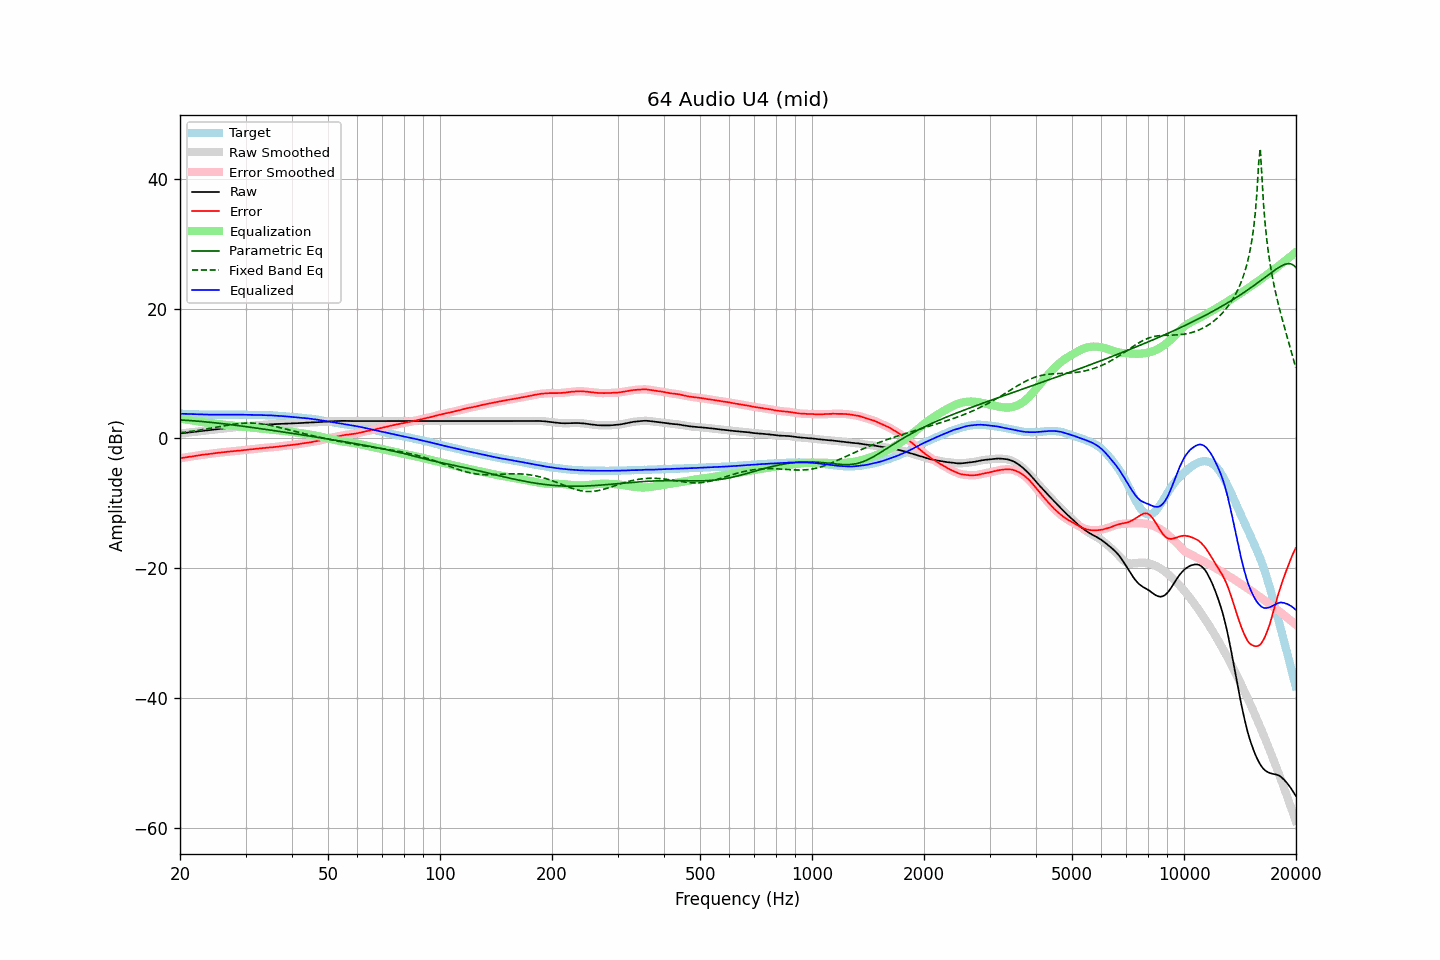 64 Audio U4 (mid)
Target
Raw Smoothed
Error Smoothed
Raw
Error
Equalization
Parametric Eq
Fixed Band Eq
Equalized
40
20
0
−20
−40
−60
Amplitude (dBr)
20 50 100 200 500 1000 2000 5000 10000 20000
Frequency (Hz)